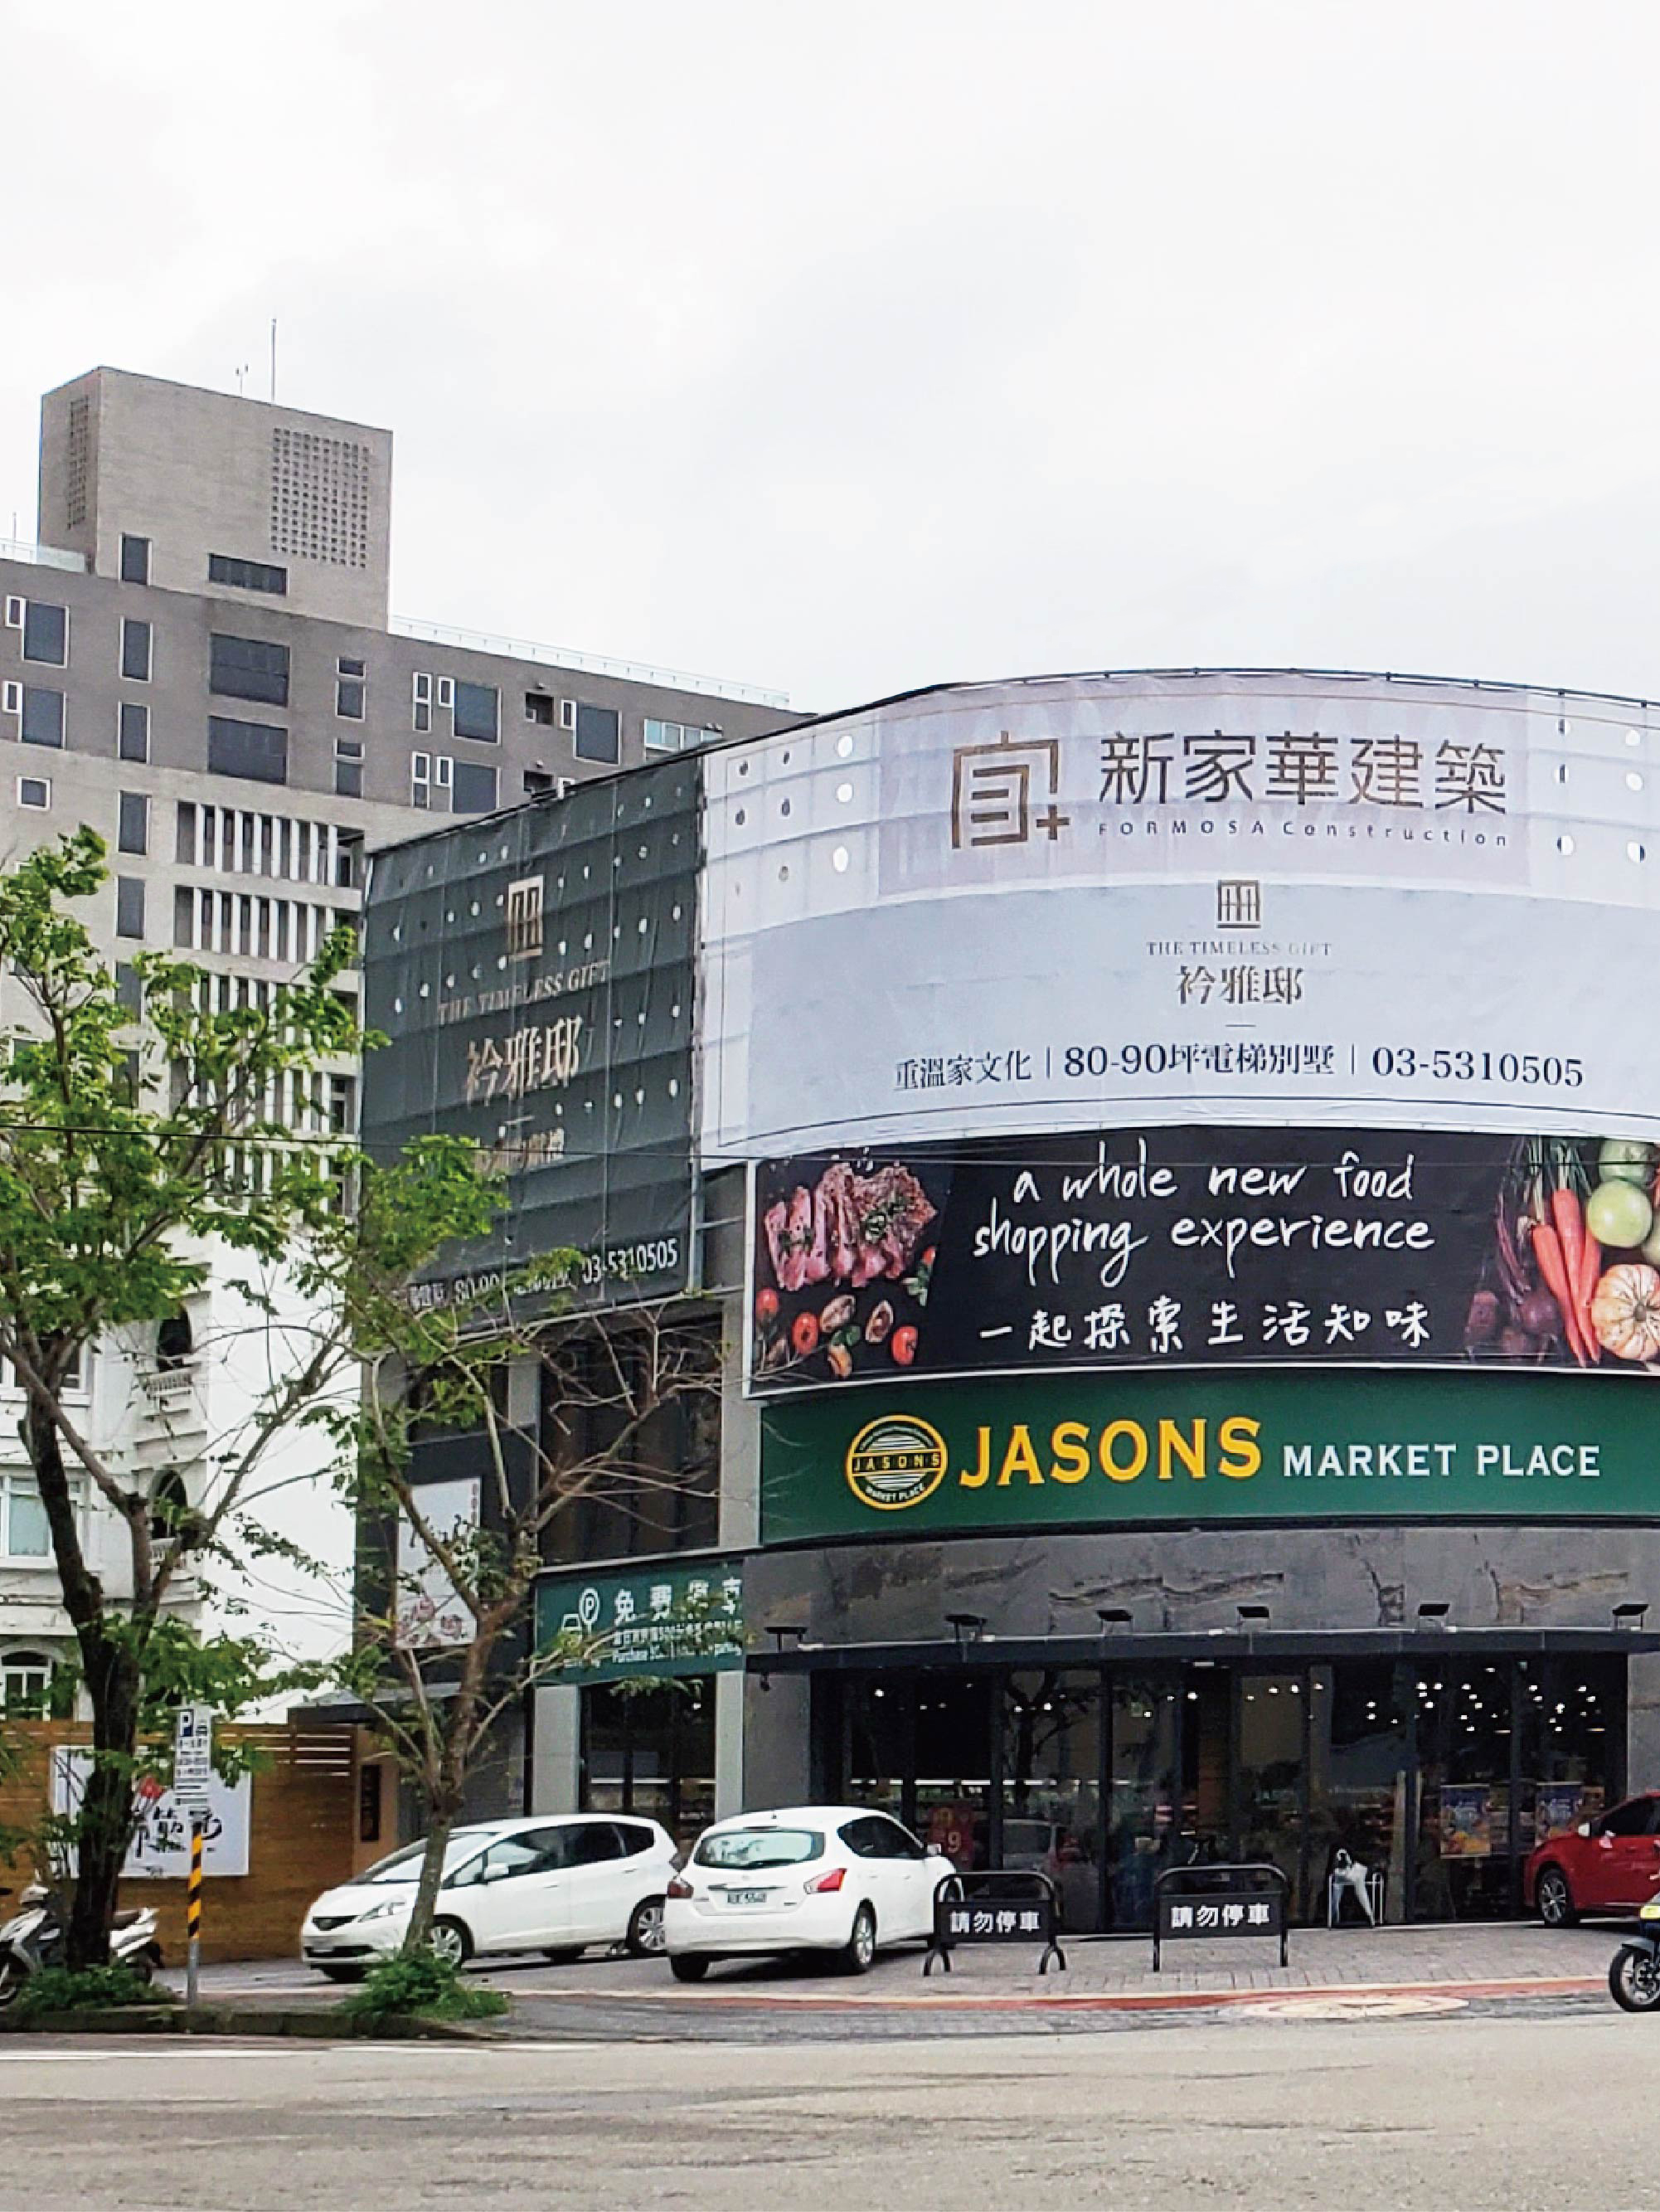 新家華建築
FORMOSA Construction
THE TIMELESS GIFT
衿雅邸
重溫家文化 | 80-90坪電梯別墅 | 03-5310505
THE TIMELESS GIFT
衿雅邸
80-90
03-5310505
a whole new food
shopping experience
一起探索生活知味
JASONS
MARKET PLACE
JASONS MARKET PLACE
P
免費停車
Purchase
P
請勿停車
請勿停車